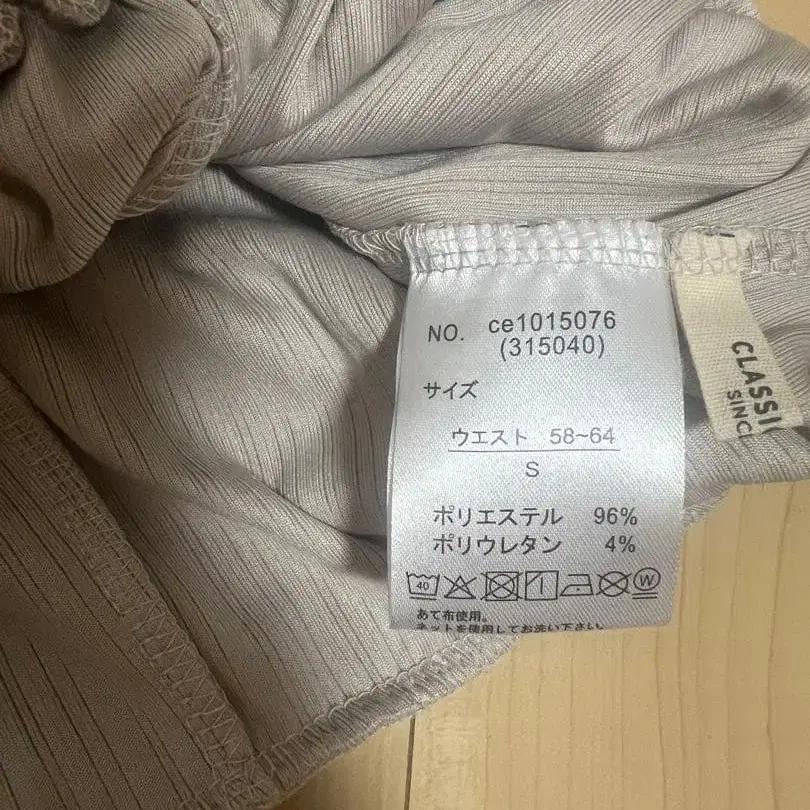 NO. ce1015076
(315040)
サイズ
ウエスト 58~64
S
ポリエステル 96%
ポリウレタン 4%
40
W
あて布使用。
ネットを使用してお洗い下さい。
CLASSI
SINC